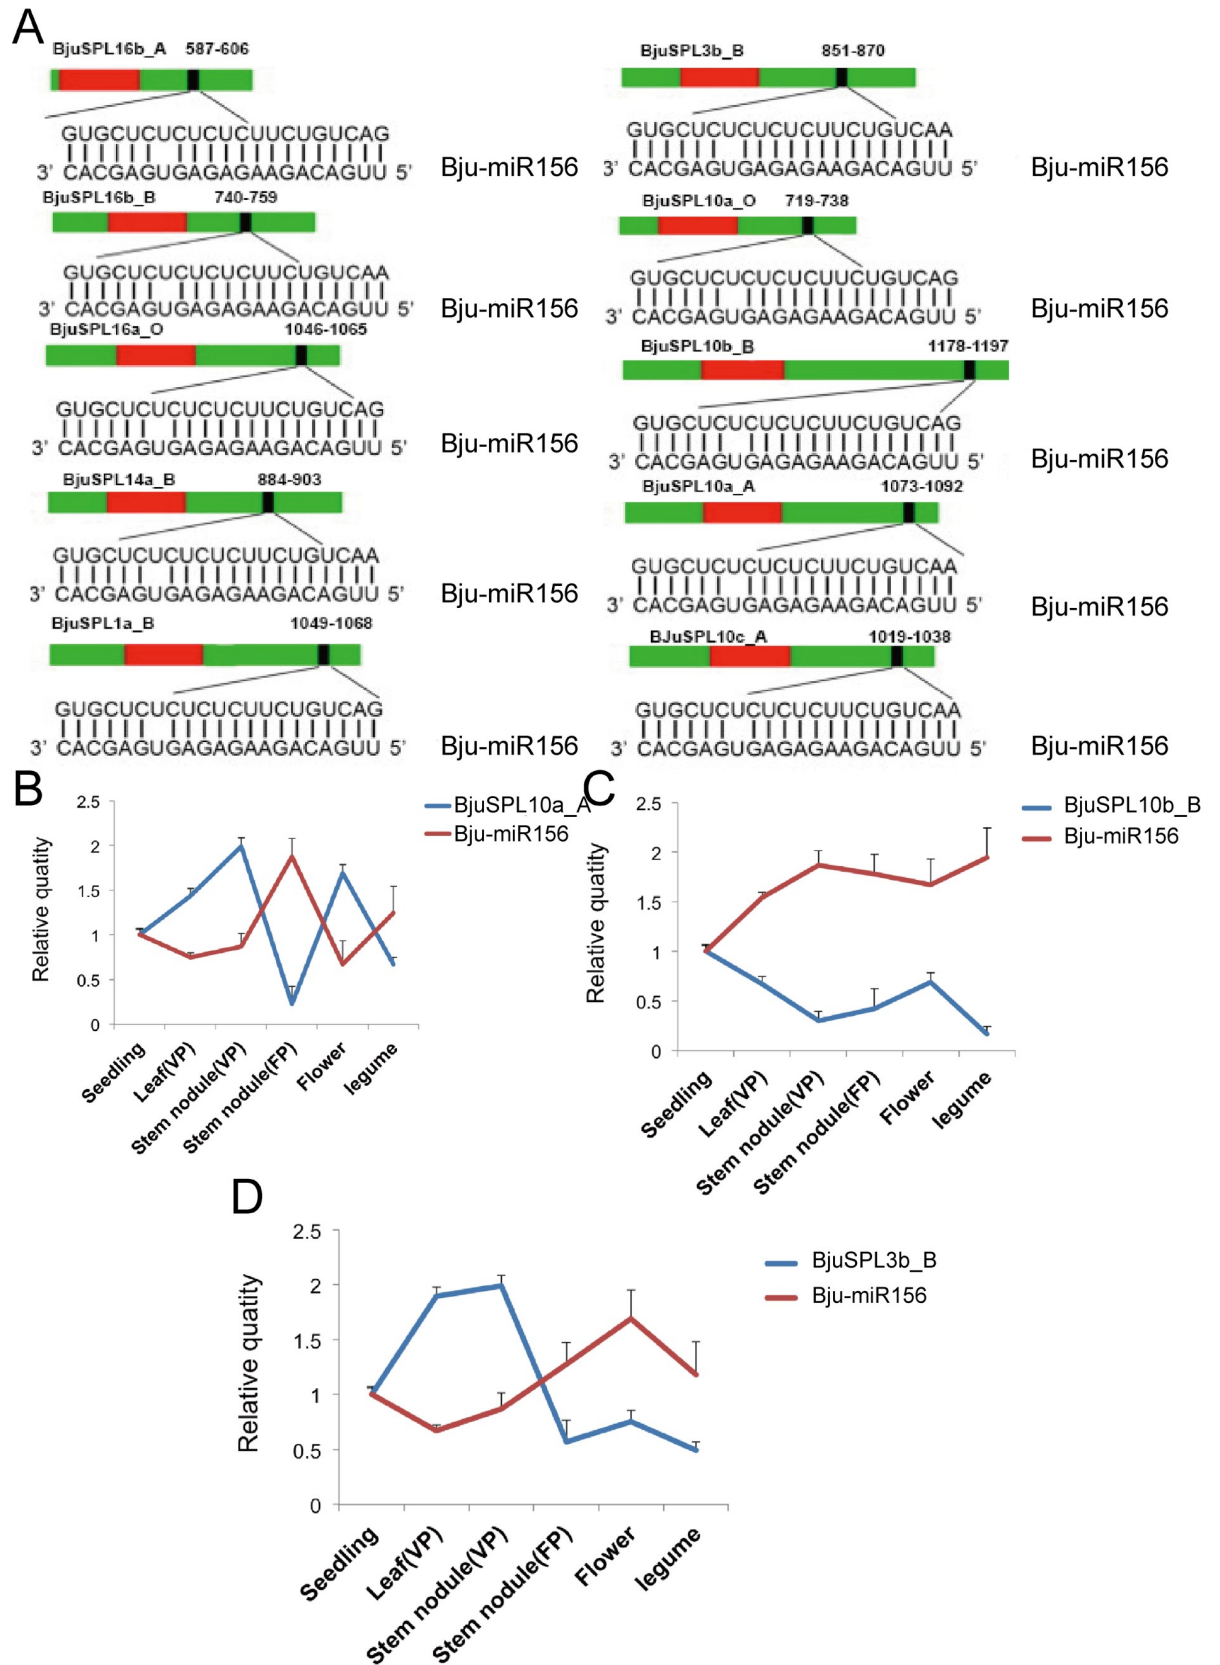 A
BjuSPL16b_A 587-606
GUGCUCUCUCUCUUCUGUCAG
3' CACGAGUGAGAGAAGACAGUU 5'
Bju-miR156
BjuSPL16b_B 740-759
GUGCUCUCUCUCUUCUGUCAA
3' CACGAGUGAGAGAAGACAGUU 5'
Bju-miR156
BjuSPL16a_O 1046-1065
GUGCUCUCUCUCUUCUGUCAG
3' CACGAGUGAGAGAAGACAGUU 5'
Bju-miR156
BjuSPL14a_B 884-903
GUGCUCUCUCUCUUCUGUCAA
3' CACGAGUGAGAGAAGACAGUU 5'
Bju-miR156
BjuSPL1a_B 1049-1068
GUGCUCUCUCUCUUCUGUCAG
3' CACGAGUGAGAGAAGACAGUU 5'
Bju-miR156
BjuSPL3b_B 851-870
GUGCUCUCUCUCUUCUGUCAA
3' CACGAGUGAGAGAAGACAGUU 5'
Bju-miR156
BjuSPL10a_O 719-738
GUGCUCUCUCUCUUCUGUCAG
3' CACGAGUGAGAGAAGACAGUU 5'
Bju-miR156
BjuSPL10b_B 1178-1197
GUGCUCUCUCUCUUCUGUCAG
3' CACGAGUGAGAGAAGACAGUU 5'
Bju-miR156
BjuSPL10a_A 1073-1092
GUGCUCUCUCUCUUCUGUCAA
3' CACGAGUGAGAGAAGACAGUU 5'
Bju-miR156
BJuSPL10c_A 1019-1038
GUGCUCUCUCUCUUCUGUCAA
3' CACGAGUGAGAGAAGACAGUU 5'
Bju-miR156
B
BjuSPL10a_A
Bju-miR156
Relative quatity
2.5
2
1.5
1
0.5
0
Seedling
Leaf(VP)
Stem nodule(VP)
Stem nodule(FP)
Flower
legume
C
BjuSPL10b_B
Bju-miR156
Relative quatity
2.5
2
1.5
1
0.5
0
Seedling
Leaf(VP)
Stem nodule(VP)
Stem nodule(FP)
Flower
legume
D
BjuSPL3b_B
Bju-miR156
Relative quatity
2.5
2
1.5
1
0.5
0
Seedling
Leaf(VP)
Stem nodule(VP)
Stem nodule(FP)
Flower
legume